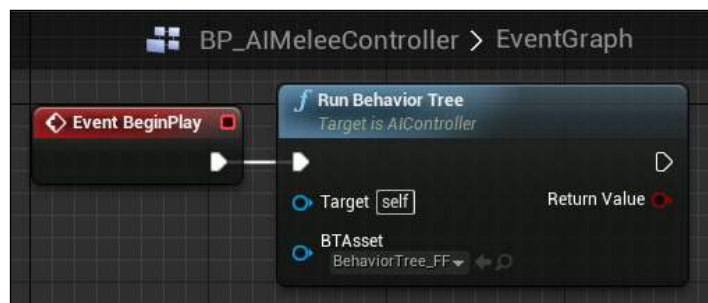 BP_AIMeleeController > EventGraph
Event BeginPlay
f Run Behavior Tree
Target is AIController
Target self
Return Value
BTAsset
BehaviorTree_FF